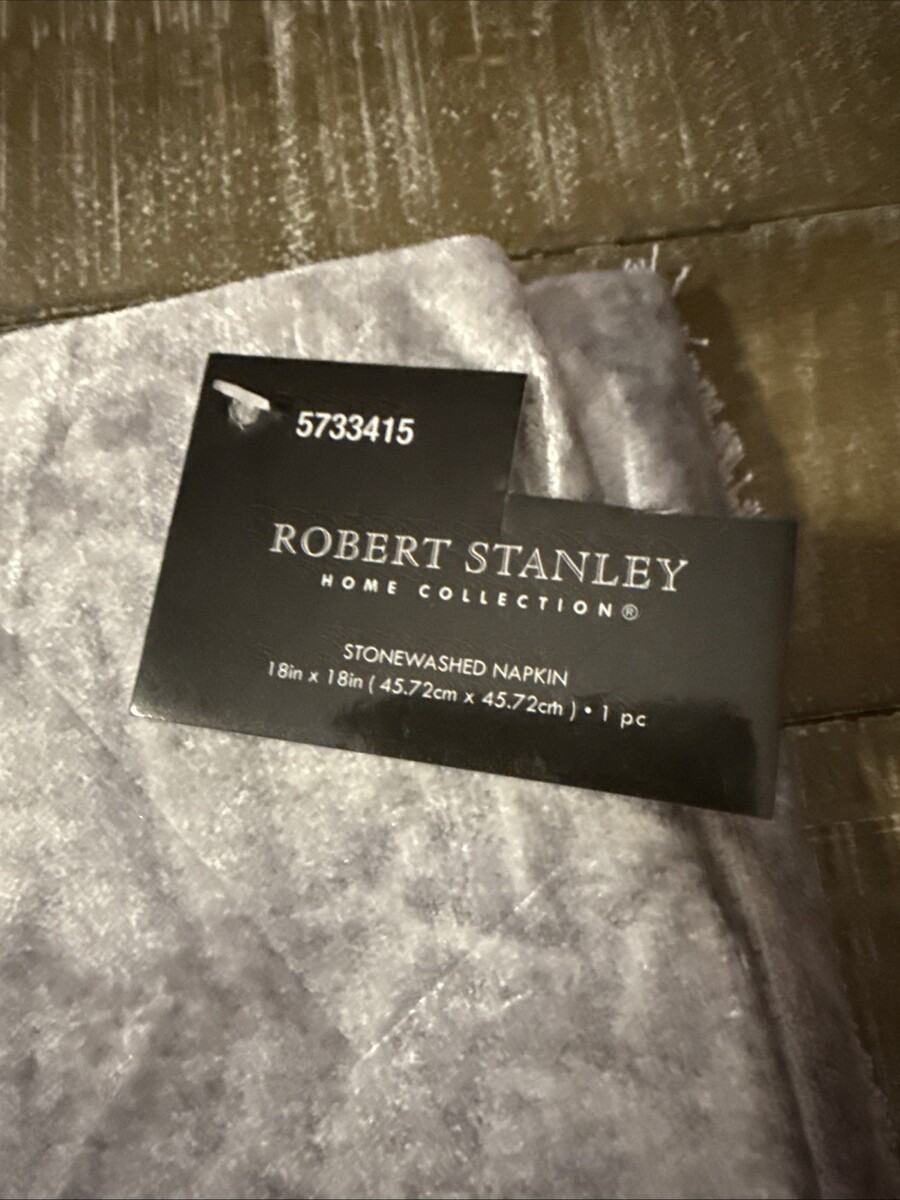 5733415
ROBERT STANLEY
HOME COLLECTION®
STONEWASHED NAPKIN
18in x 18in ( 45.72cm x 45.72cm ) • 1 pc